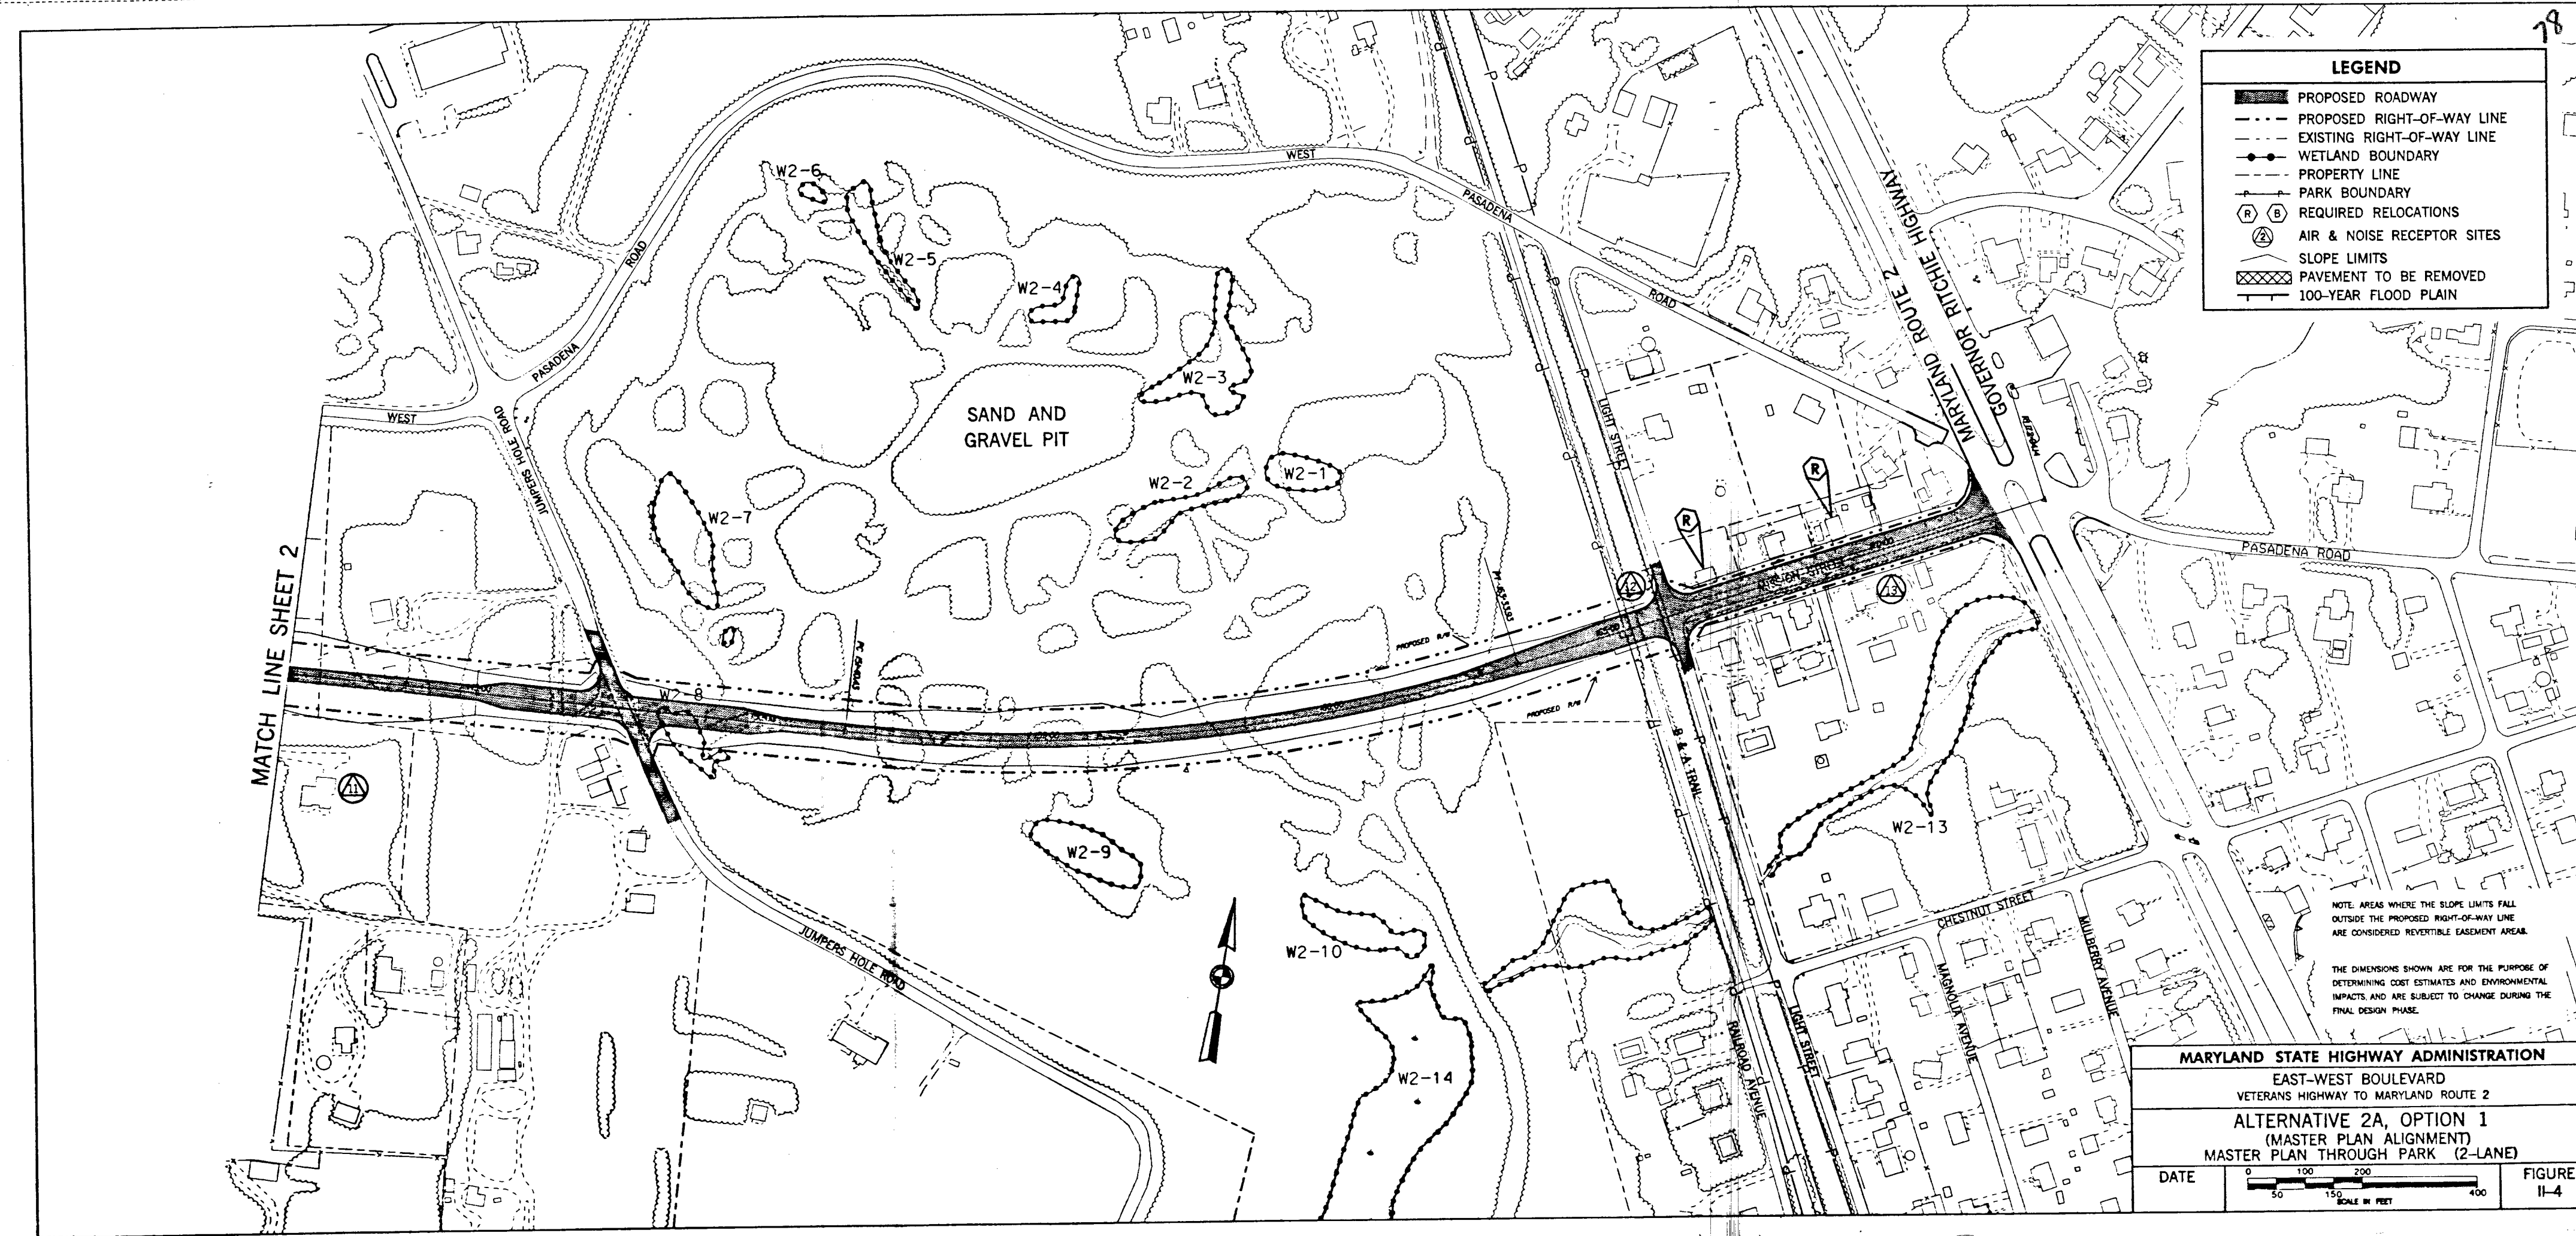 78
LEGEND
PROPOSED ROADWAY
PROPOSED RIGHT-OF-WAY LINE
EXISTING RIGHT-OF-WAY LINE
WETLAND BOUNDARY
PROPERTY LINE
P P PARK BOUNDARY
R B REQUIRED RELOCATIONS
2 AIR & NOISE RECEPTOR SITES
SLOPE LIMITS
PAVEMENT TO BE REMOVED
100-YEAR FLOOD PLAIN
WEST
PASADENA
ROAD
MARYLAND ROUTE 2
GOVERNOR RITCHIE HIGHWAY
W2-6
W2-5
W2-4
W2-3
ROAD
PASADENA
WEST
JUMPERS HOLE ROAD
SAND AND
GRAVEL PIT
LIGHT STREET
W2-1
W2-2
W2-7
R
R
PASADENA ROAD
MATCH LINE SHEET 2
12
MISSION STREET
13
PROPOSED R/W
W2-8
PROPOSED R/W
B & A TRAIL
11
W2-9
W2-13
W2-10
CHESTNUT STREET
MULBERRY AVENUE
MAGNOLIA AVENUE
JUMPERS HOLE ROAD
RAILROAD AVENUE
LIGHT STREET
W2-14
NOTE: AREAS WHERE THE SLOPE LIMITS FALL
OUTSIDE THE PROPOSED RIGHT-OF-WAY LINE
ARE CONSIDERED REVERTIBLE EASEMENT AREAS.
THE DIMENSIONS SHOWN ARE FOR THE PURPOSE OF
DETERMINING COST ESTIMATES AND ENVIRONMENTAL
IMPACTS, AND ARE SUBJECT TO CHANGE DURING THE
FINAL DESIGN PHASE.
MARYLAND STATE HIGHWAY ADMINISTRATION
EAST-WEST BOULEVARD
VETERANS HIGHWAY TO MARYLAND ROUTE 2
ALTERNATIVE 2A, OPTION 1
(MASTER PLAN ALIGNMENT)
MASTER PLAN THROUGH PARK (2-LANE)
DATE
0 100 200
50 150 400
SCALE IN FEET
FIGURE
II-4